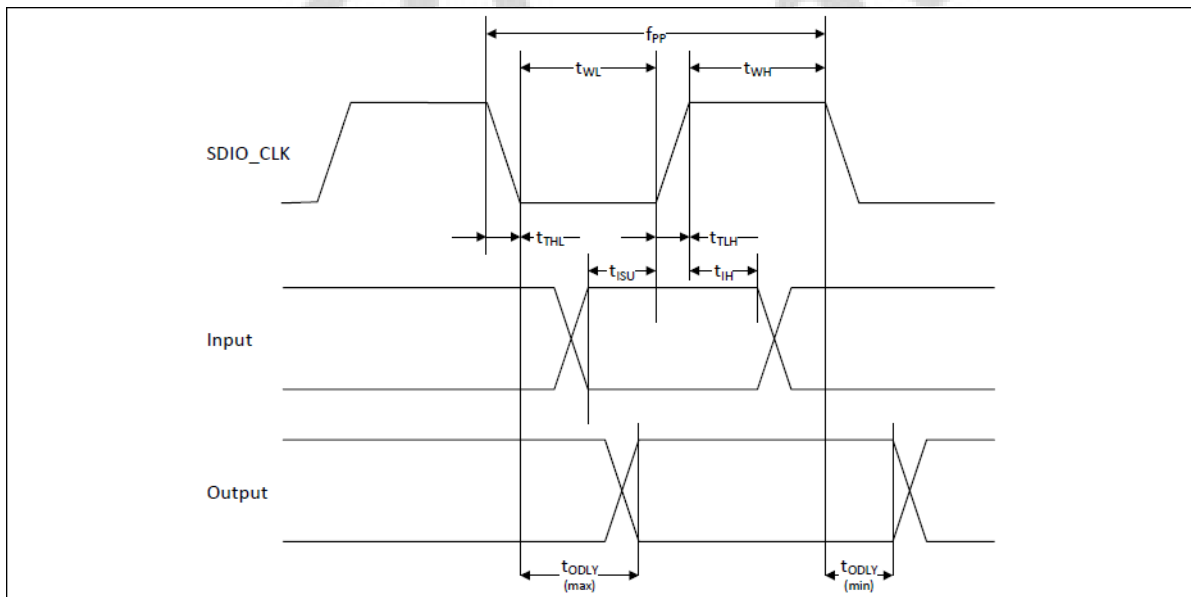 fPP
tWL
tWH
SDIO_CLK
tTHL
tTLH
tISU
tIH
Input
Output
tODLY
(max)
tODLY
(min)